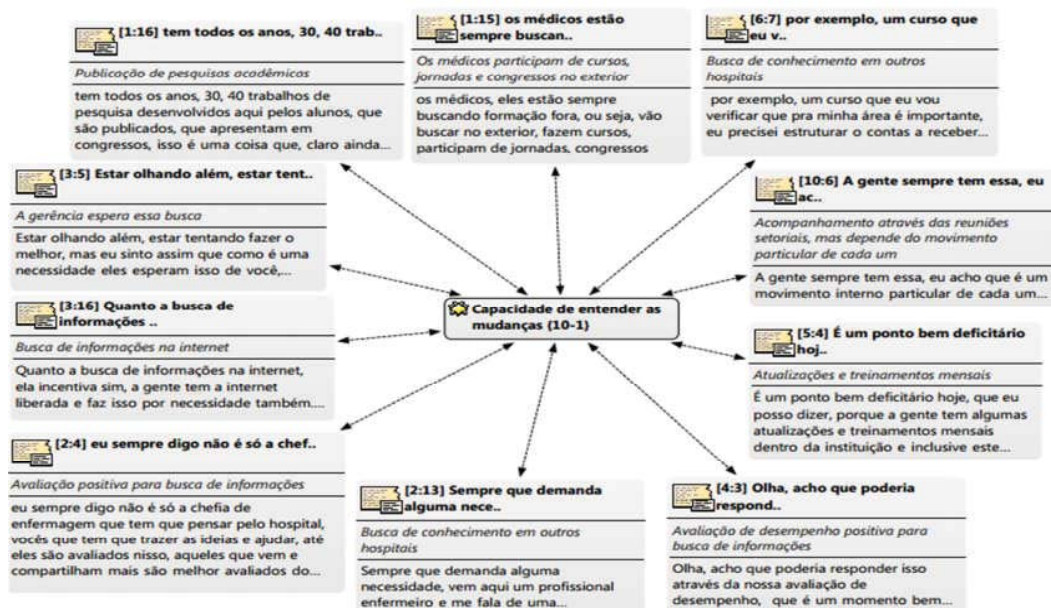 [1:16] tem todos os anos, 30, 40 trab..
Publicação de pesquisas acadêmicas
tem todos os anos, 30, 40 trabalhos de
pesquisa desenvolvidos aqui pelos alunos, que
são publicados, que apresentam em
congressos, isso é uma coisa que, claro ainda...
[1:15] os médicos estão
sempre buscan..
Os médicos participam de cursos,
jornadas e congressos no exterior
os médicos, eles estão sempre
buscando formação fora, ou seja, vão
buscar no exterior, fazem cursos,
participam de jornadas, congressos
[6:7] por exemplo, um curso que
eu v..
Busca de conhecimento em outros
hospitais
por exemplo, um curso que eu vou
verificar que pra minha área é importante,
eu precisei estruturar o contas a receber...
[3:5] Estar olhando além, estar tent..
A gerência espera essa busca
Estar olhando além, estar tentando fazer o
melhor, mas eu sinto assim que como é uma
necessidade eles esperam isso de você,...
[10:6] A gente sempre tem essa, eu
ac..
Acompanhamento através das reuniões
setoriais, mas depende do movimento
particular de cada um
A gente sempre tem essa, eu acho que é um
movimento interno particular de cada um...
Capacidade de entender as
mudanças (10-1)
[3:16] Quanto a busca de
informações ..
Busca de informações na internet
Quanto a busca de informações na internet,
ela incentiva sim, a gente tem a internet
liberada e faz isso por necessidade também....
[5:4] É um ponto bem deficitário
hoj..
Atualizações e treinamentos mensais
É um ponto bem deficitário hoje, que eu
posso dizer, porque a gente tem algumas
atualizações e treinamentos mensais
dentro da instituição e inclusive este...
[2:4] eu sempre digo não é só a chef..
Avaliação positiva para busca de informações
eu sempre digo não é só a chefia de
enfermagem que tem que pensar pelo hospital,
vocês que tem que trazer as ideias e ajudar, até
eles são avaliados nisso, aqueles que vem e
compartilham mais são melhor avaliados do...
[2:13] Sempre que demanda
alguma nece..
Busca de conhecimento em outros
hospitais
Sempre que demanda alguma
necessidade, vem aqui um profissional
enfermeiro e me fala de uma...
[4:3] Olha, acho que poderia
respond..
Avaliação de desempenho positiva para
busca de informações
Olha, acho que poderia responder isso
através da nossa avaliação de
desempenho, que é um momento bem...